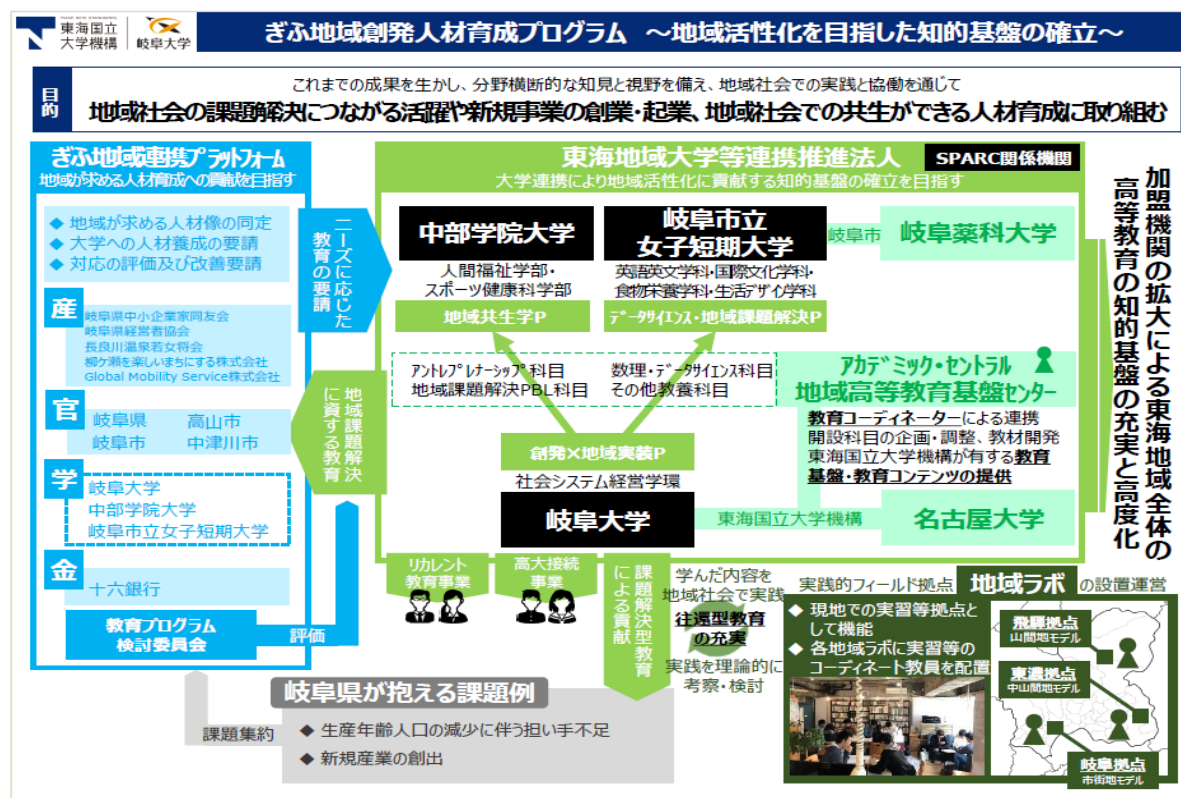 東海国立
大学機構
岐阜大学
ぎふ地域創発人材育成プログラム ～地域活性化を目指した知的基盤の確立～
目的
これまでの成果を生かし、分野横断的な知見と視野を備え、地域社会での実践と協働を通じて
地域社会の課題解決につながる活躍や新規事業の創業・起業、地域社会での共生ができる人材育成に取り組む
ぎふ地域連携プラットフォーム
地域が求める人材育成への貢献を目指す
◆ 地域が求める人材像の同定
◆ 大学への人材養成の要請
◆ 対応の評価及び改善要請
産
岐阜県中小企業家同友会
岐阜県経営者協会
長良川温泉若女将会
柳ケ瀬を楽しいまちにする株式会社
Global Mobility Service株式会社
官
岐阜県 高山市
岐阜市 中津川市
学
岐阜大学
中部学院大学
岐阜市立女子短期大学
金
十六銀行
教育プログラム
検討委員会
評価
ニーズに応じた
教育の要請
地域課題解決
に資する教育
東海地域大学等連携推進法人
SPARC関係機関
大学連携により地域活性化に貢献する知的基盤の確立を目指す
中部学院大学
人間福祉学部・
スポーツ健康科学部
地域共生学P
岐阜市立
女子短期大学
英語英文学科・国際文化学科・
食物栄養学科・生活デザイン学科
データサイエンス・地域課題解決P
岐阜市
岐阜薬科大学
アントレプレナーシップ科目
地域課題解決PBL科目
数理・データサイエンス科目
その他教養科目
アカデミック・セントラル
地域高等教育基盤センター
教育コーディネーターによる連携
開設科目の企画・調整、教材開発
東海国立大学機構が有する教育
基盤・教育コンテンツの提供
創発×地域実装P
社会システム経営学環
岐阜大学
東海国立大学機構
名古屋大学
加盟機関の拡大による東海地域全体の
高等教育の知的基盤の充実と高度化
リカレント
教育事業
高大接続
事業
課題解決型教育
による貢献
学んだ内容を
地域社会で実践
往還型教育
の充実
実践を理論的に
考察・検討
実践的フィールド拠点 地域ラボ の設置運営
◆ 現地での実習等拠点と
して機能
◆ 各地域ラボに実習等の
コーディネート教員を配置
飛騨拠点
山間地モデル
東濃拠点
中山間地モデル
岐阜拠点
市街地モデル
岐阜県が抱える課題例
課題集約
◆ 生産年齢人口の減少に伴う担い手不足
◆ 新規産業の創出